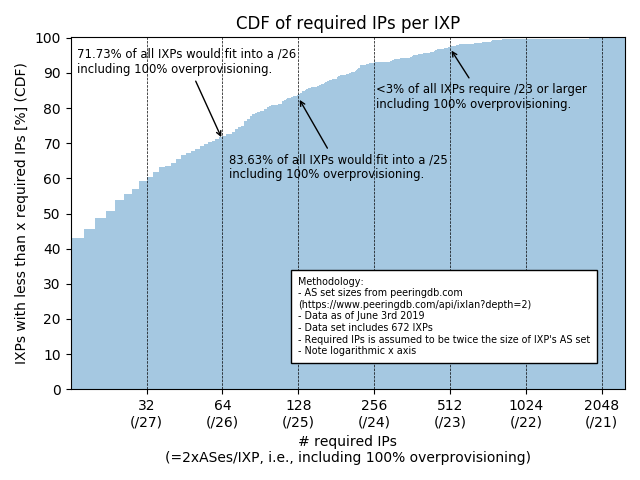 CDF of required IPs per IXP
IXPs with less than x required IPs [%] (CDF)
100
90
80
70
60
50
40
30
20
10
0
71.73% of all IXPs would fit into a /26
including 100% overprovisioning.
<3% of all IXPs require /23 or larger
including 100% overprovisioning.
83.63% of all IXPs would fit into a /25
including 100% overprovisioning.
Methodology:
- AS set sizes from peeringdb.com
(https://www.peeringdb.com/api/ixlan?depth=2)
- Data as of June 3rd 2019
- Data set includes 672 IXPs
- Required IPs is assumed to be twice the size of IXP's AS set
- Note logarithmic x axis
32 64 128 256 512 1024 2048
(/27) (/26) (/25) (/24) (/23) (/22) (/21)
# required IPs
(=2xASes/IXP, i.e., including 100% overprovisioning)